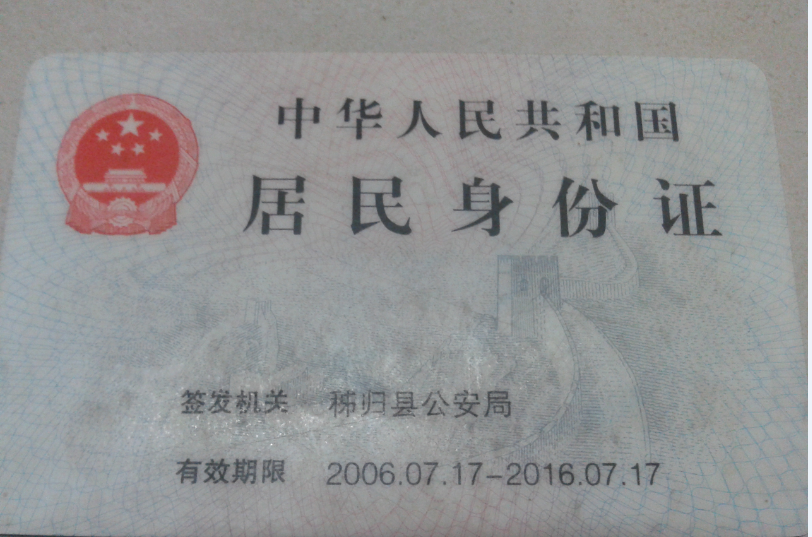 中华人民共和国
居民身份证
签发机关 秭归县公安局
有效期限 2006.07.17-2016.07.17